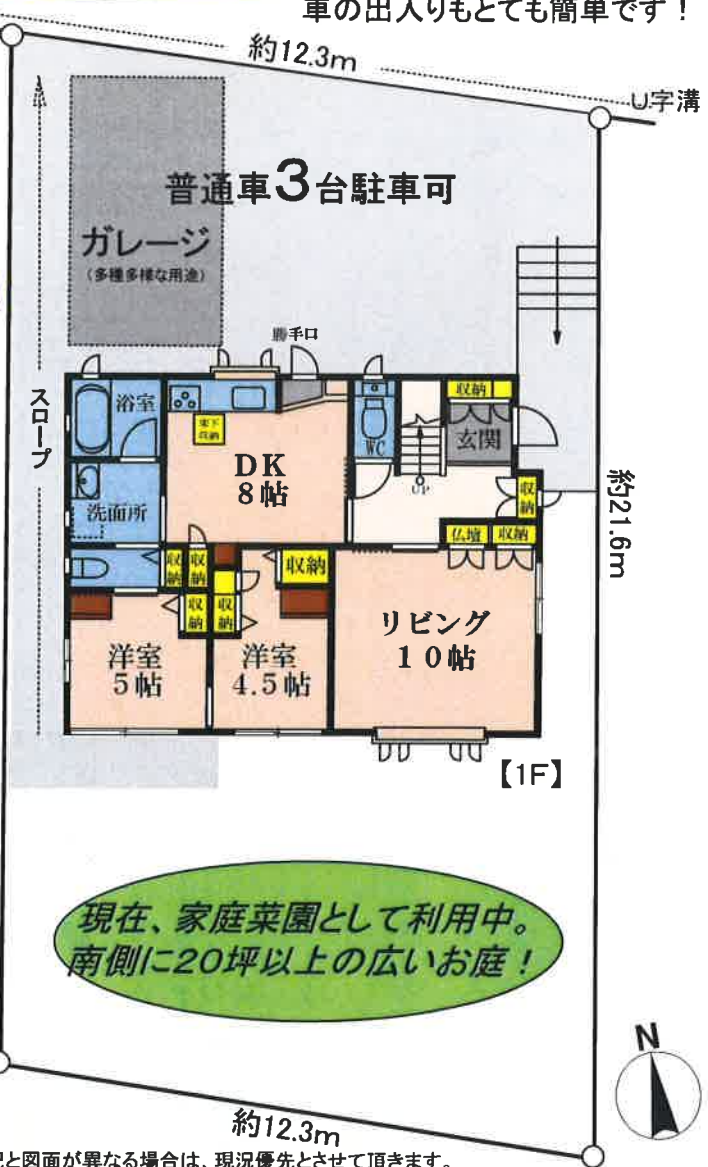 車の出入りもとても簡単です！
約12.3m
U字溝
普通車3台駐車可
ガレージ
（多種多様な用途）
勝手口
スロープ
浴室
収納
玄関
WC
床下
収納
DK
8帖
UP
洗面所
収納
約21.6m
仏壇
収納
収納
収納
収納
収納
収納
洋室
5帖
洋室
4.5帖
リビング
10帖
【1F】
現在、家庭菜園として利用中。
南側に20坪以上の広いお庭！
N
約12.3m
と図面が異なる場合は、現況優先とさせて頂きます。